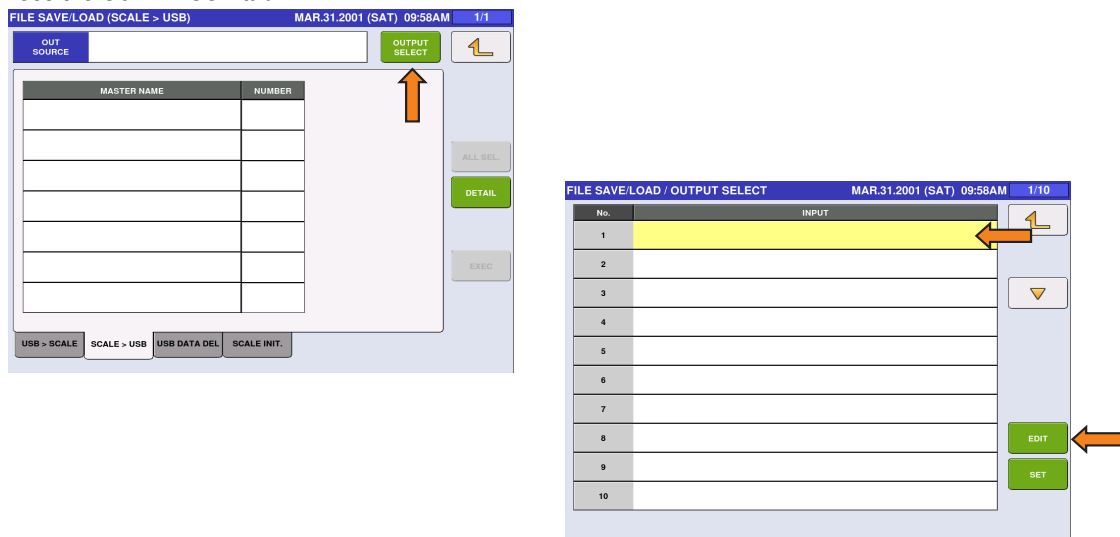 FILE SAVE/LOAD (SCALE > USB) MAR.31.2001 (SAT) 09:58AM 1/1
OUT SOURCE
OUTPUT SELECT
MASTER NAME NUMBER
ALL SEL.
DETAIL
EXEC
USB > SCALE SCALE > USB USB DATA DEL SCALE INIT.
FILE SAVE/LOAD / OUTPUT SELECT MAR.31.2001 (SAT) 09:58AM 1/10
No. INPUT
1
2
3
4
5
6
7
8
9
10
EDIT
SET